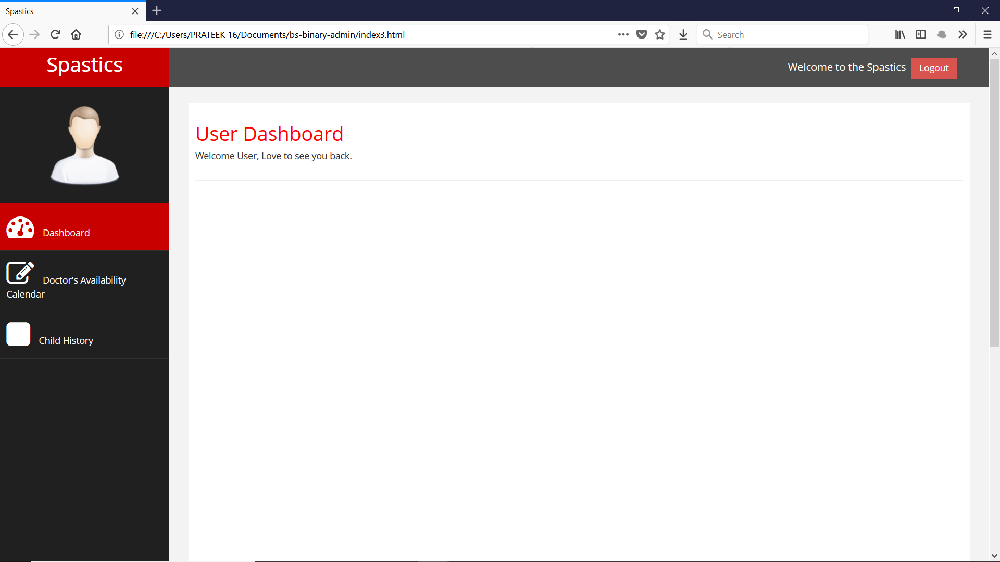 Spastics
file:///C:/Users/PRATEEK 16/Documents/bs-binary-admin/index3.html
Search
Spastics
Welcome to the Spastics
Logout
User Dashboard
Welcome User, Love to see you back.
Dashboard
Doctor's Availability
Calendar
Child History